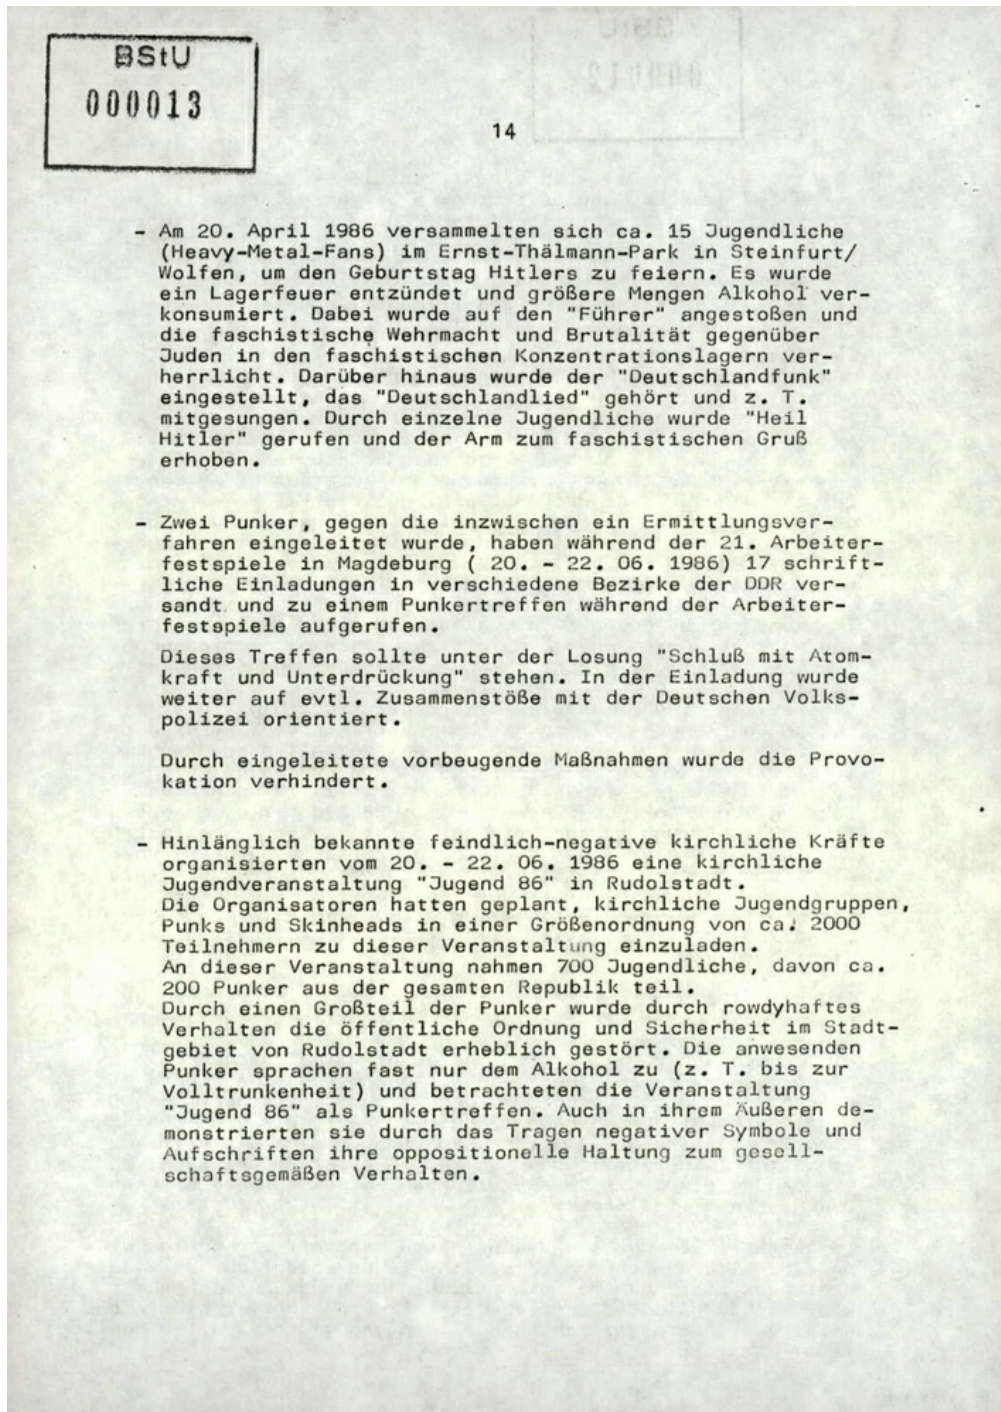 BStU
000013
14
- Am 20. April 1986 versammelten sich ca. 15 Jugendliche
(Heavy-Metal-Fans) im Ernst-Thälmann-Park in Steinfurt/
Wolfen, um den Geburtstag Hitlers zu feiern. Es wurde
ein Lagerfeuer entzündet und größere Mengen Alkohol ver-
konsumiert. Dabei wurde auf den "Führer" angestoßen und
die faschistische Wehrmacht und Brutalität gegenüber
Juden in den faschistischen Konzentrationslagern ver-
herrlicht. Darüber hinaus wurde der "Deutschlandfunk"
eingestellt, das "Deutschlandlied" gehört und z. T.
mitgesungen. Durch einzelne Jugendliche wurde "Heil
Hitler" gerufen und der Arm zum faschistischen Gruß
erhoben.
- Zwei Punker, gegen die inzwischen ein Ermittlungsver-
fahren eingeleitet wurde, haben während der 21. Arbeiter-
festspiele in Magdeburg ( 20. - 22. 06. 1986) 17 schrift-
liche Einladungen in verschiedene Bezirke der DDR ver-
sandt und zu einem Punkertreffen während der Arbeiter-
festspiele aufgerufen.
Dieses Treffen sollte unter der Losung "Schluß mit Atom-
kraft und Unterdrückung" stehen. In der Einladung wurde
weiter auf evtl. Zusammenstöße mit der Deutschen Volks-
polizei orientiert.
Durch eingeleitete vorbeugende Maßnahmen wurde die Provo-
kation verhindert.
- Hinlänglich bekannte feindlich-negative kirchliche Kräfte
organisierten vom 20. - 22. 06. 1986 eine kirchliche
Jugendveranstaltung "Jugend 86" in Rudolstadt.
Die Organisatoren hatten geplant, kirchliche Jugendgruppen,
Punks und Skinheads in einer Größenordnung von ca. 2000
Teilnehmern zu dieser Veranstaltung einzuladen.
An dieser Veranstaltung nahmen 700 Jugendliche, davon ca.
200 Punker aus der gesamten Republik teil.
Durch einen Großteil der Punker wurde durch rowdyhaftes
Verhalten die öffentliche Ordnung und Sicherheit im Stadt-
gebiet von Rudolstadt erheblich gestört. Die anwesenden
Punker sprachen fast nur dem Alkohol zu (z. T. bis zur
Volltrunkenheit) und betrachteten die Veranstaltung
"Jugend 86" als Punkertreffen. Auch in ihrem Äußeren de-
monstrierten sie durch das Tragen negativer Symbole und
Aufschriften ihre oppositionelle Haltung zum gesell-
schaftsgemäßen Verhalten.